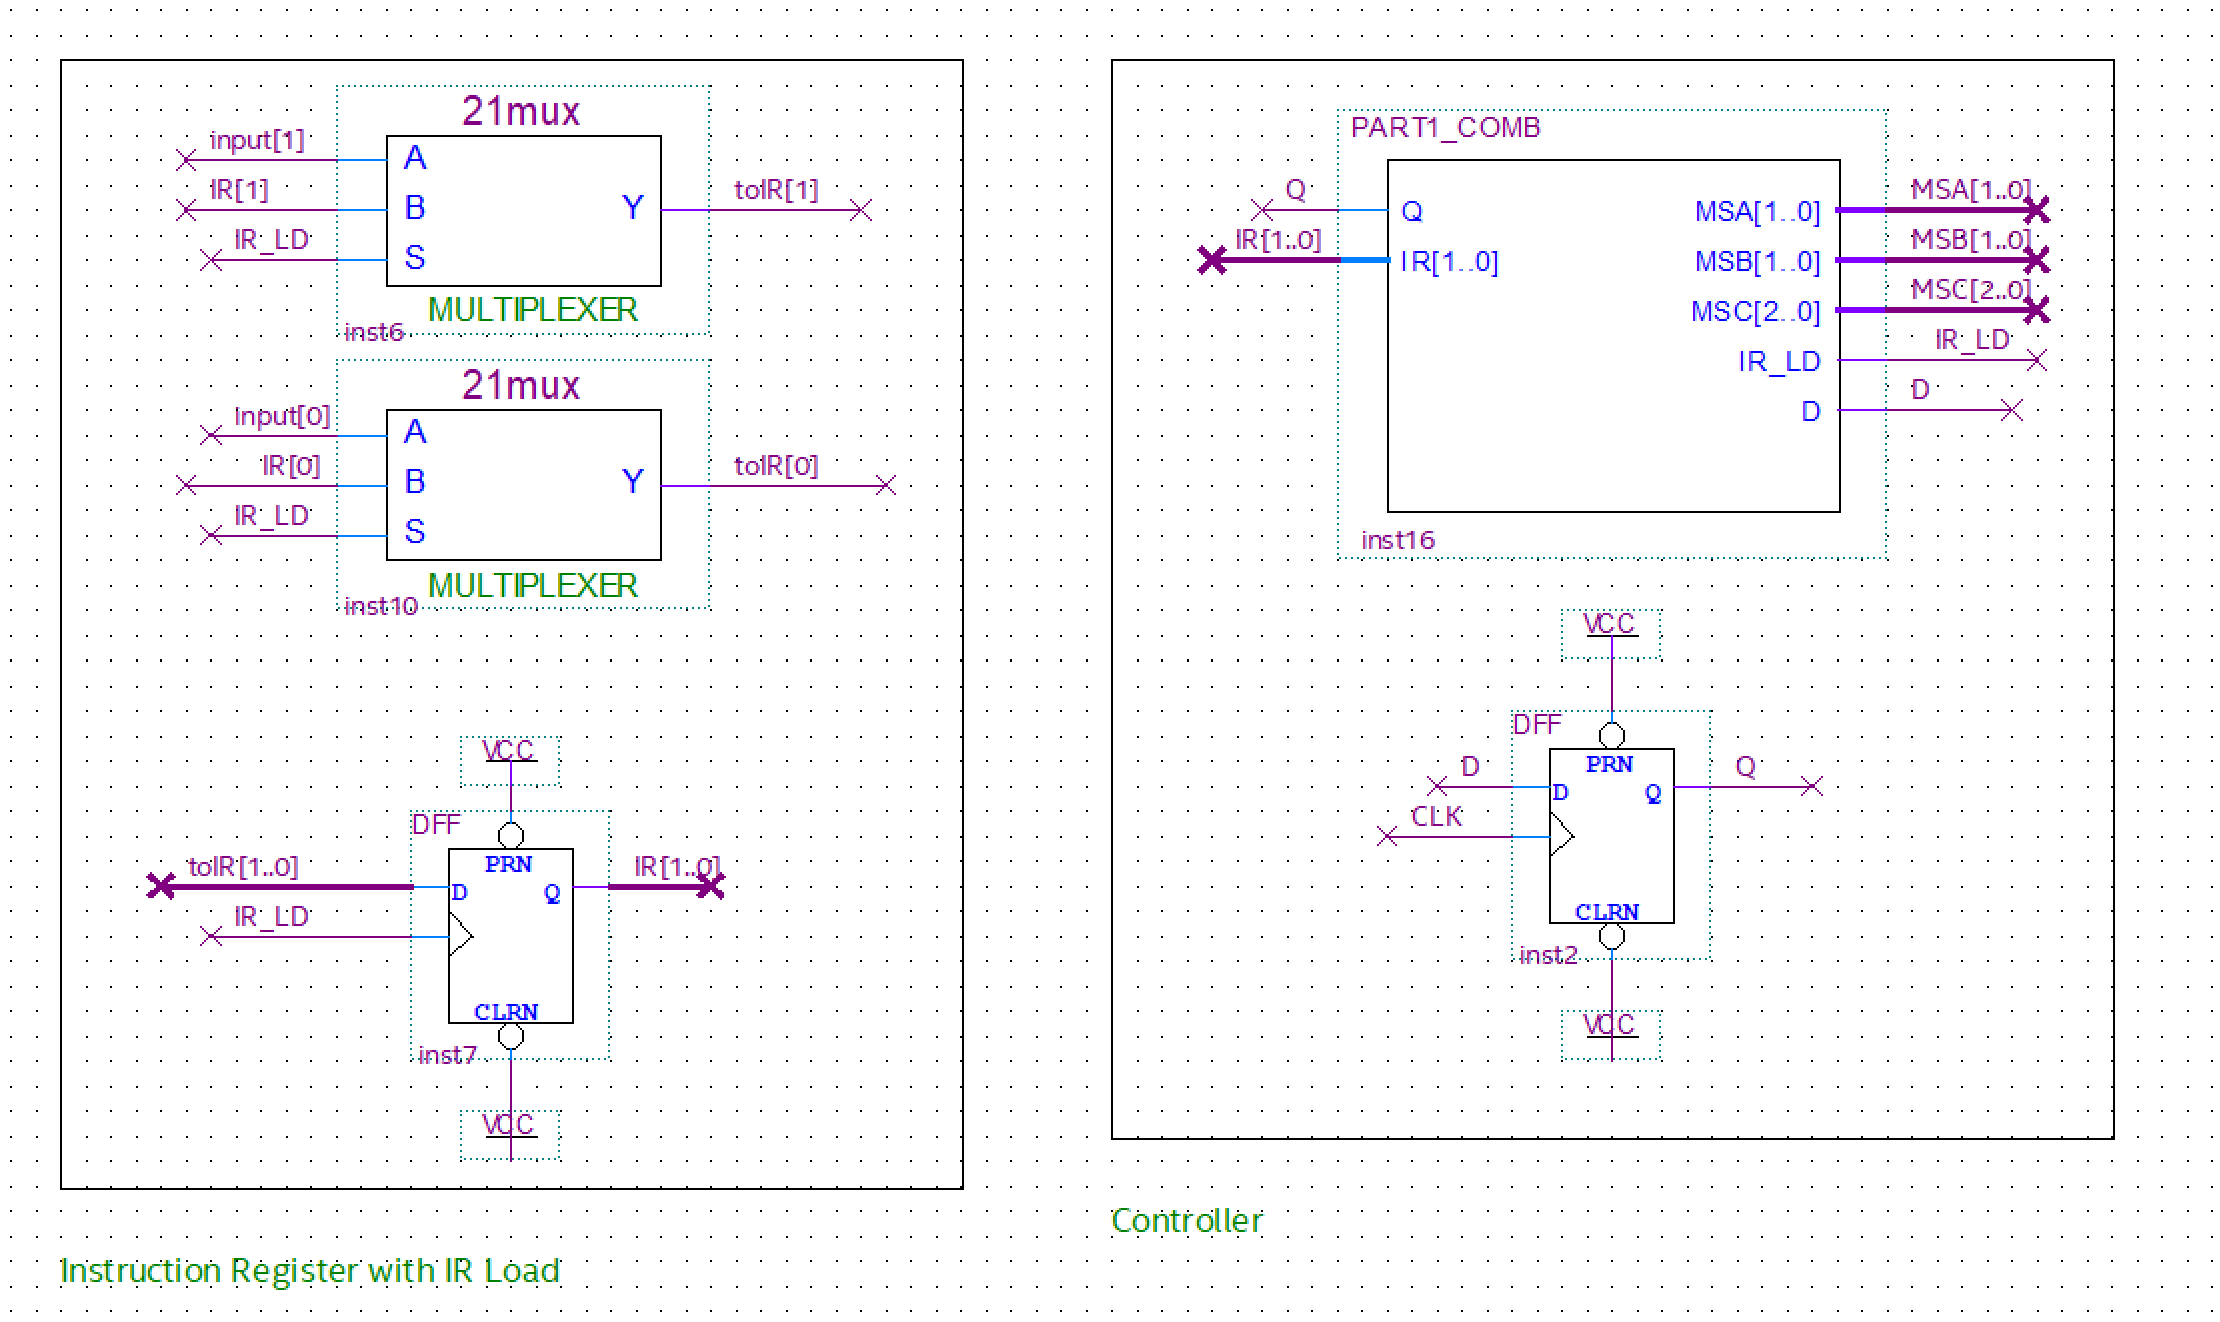 21mux
input[1]
A
IR[1]
B
Y
toIR[1]
IR_LD
S
MULTIPLEXER
inst6
21mux
Input[0]
A
IR[0]
B
Y
toIR[0]
IR_LD
S
MULTIPLEXER
inst10
VCC
DFF
PRN
toIR[1..0]
D
Q
IR[1..0]
IR_LD
CLRN
inst7
VCC
Instruction Register with IR Load
PART1_COMB
Q
Q
MSA[1..0]
MSA[1..0]
IR[1..0]
IR[1..0]
MSB[1..0]
MSB[1..0]
MSC[2..0]
MSC[2..0]
IR_LD
IR_LD
D
D
inst16
VCC
DFF
PRN
D
D
Q
Q
CLK
CLRN
inst2
VCC
Controller